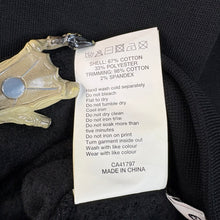 SHELL: 67% COTTON
33% POLYESTER
TRIMMING: 98% COTTON
2% SPANDEX
Hand wash cold separately
Do not bleach
Flat to dry
Do not tumble dry
Cool iron
Do not dry clean
Do not iron
Do not soak more than
five minutes
Do not iron on print
Turn garment inside out
Wash with like colour
Wear with like colour
CA41797
MADE IN CHINA